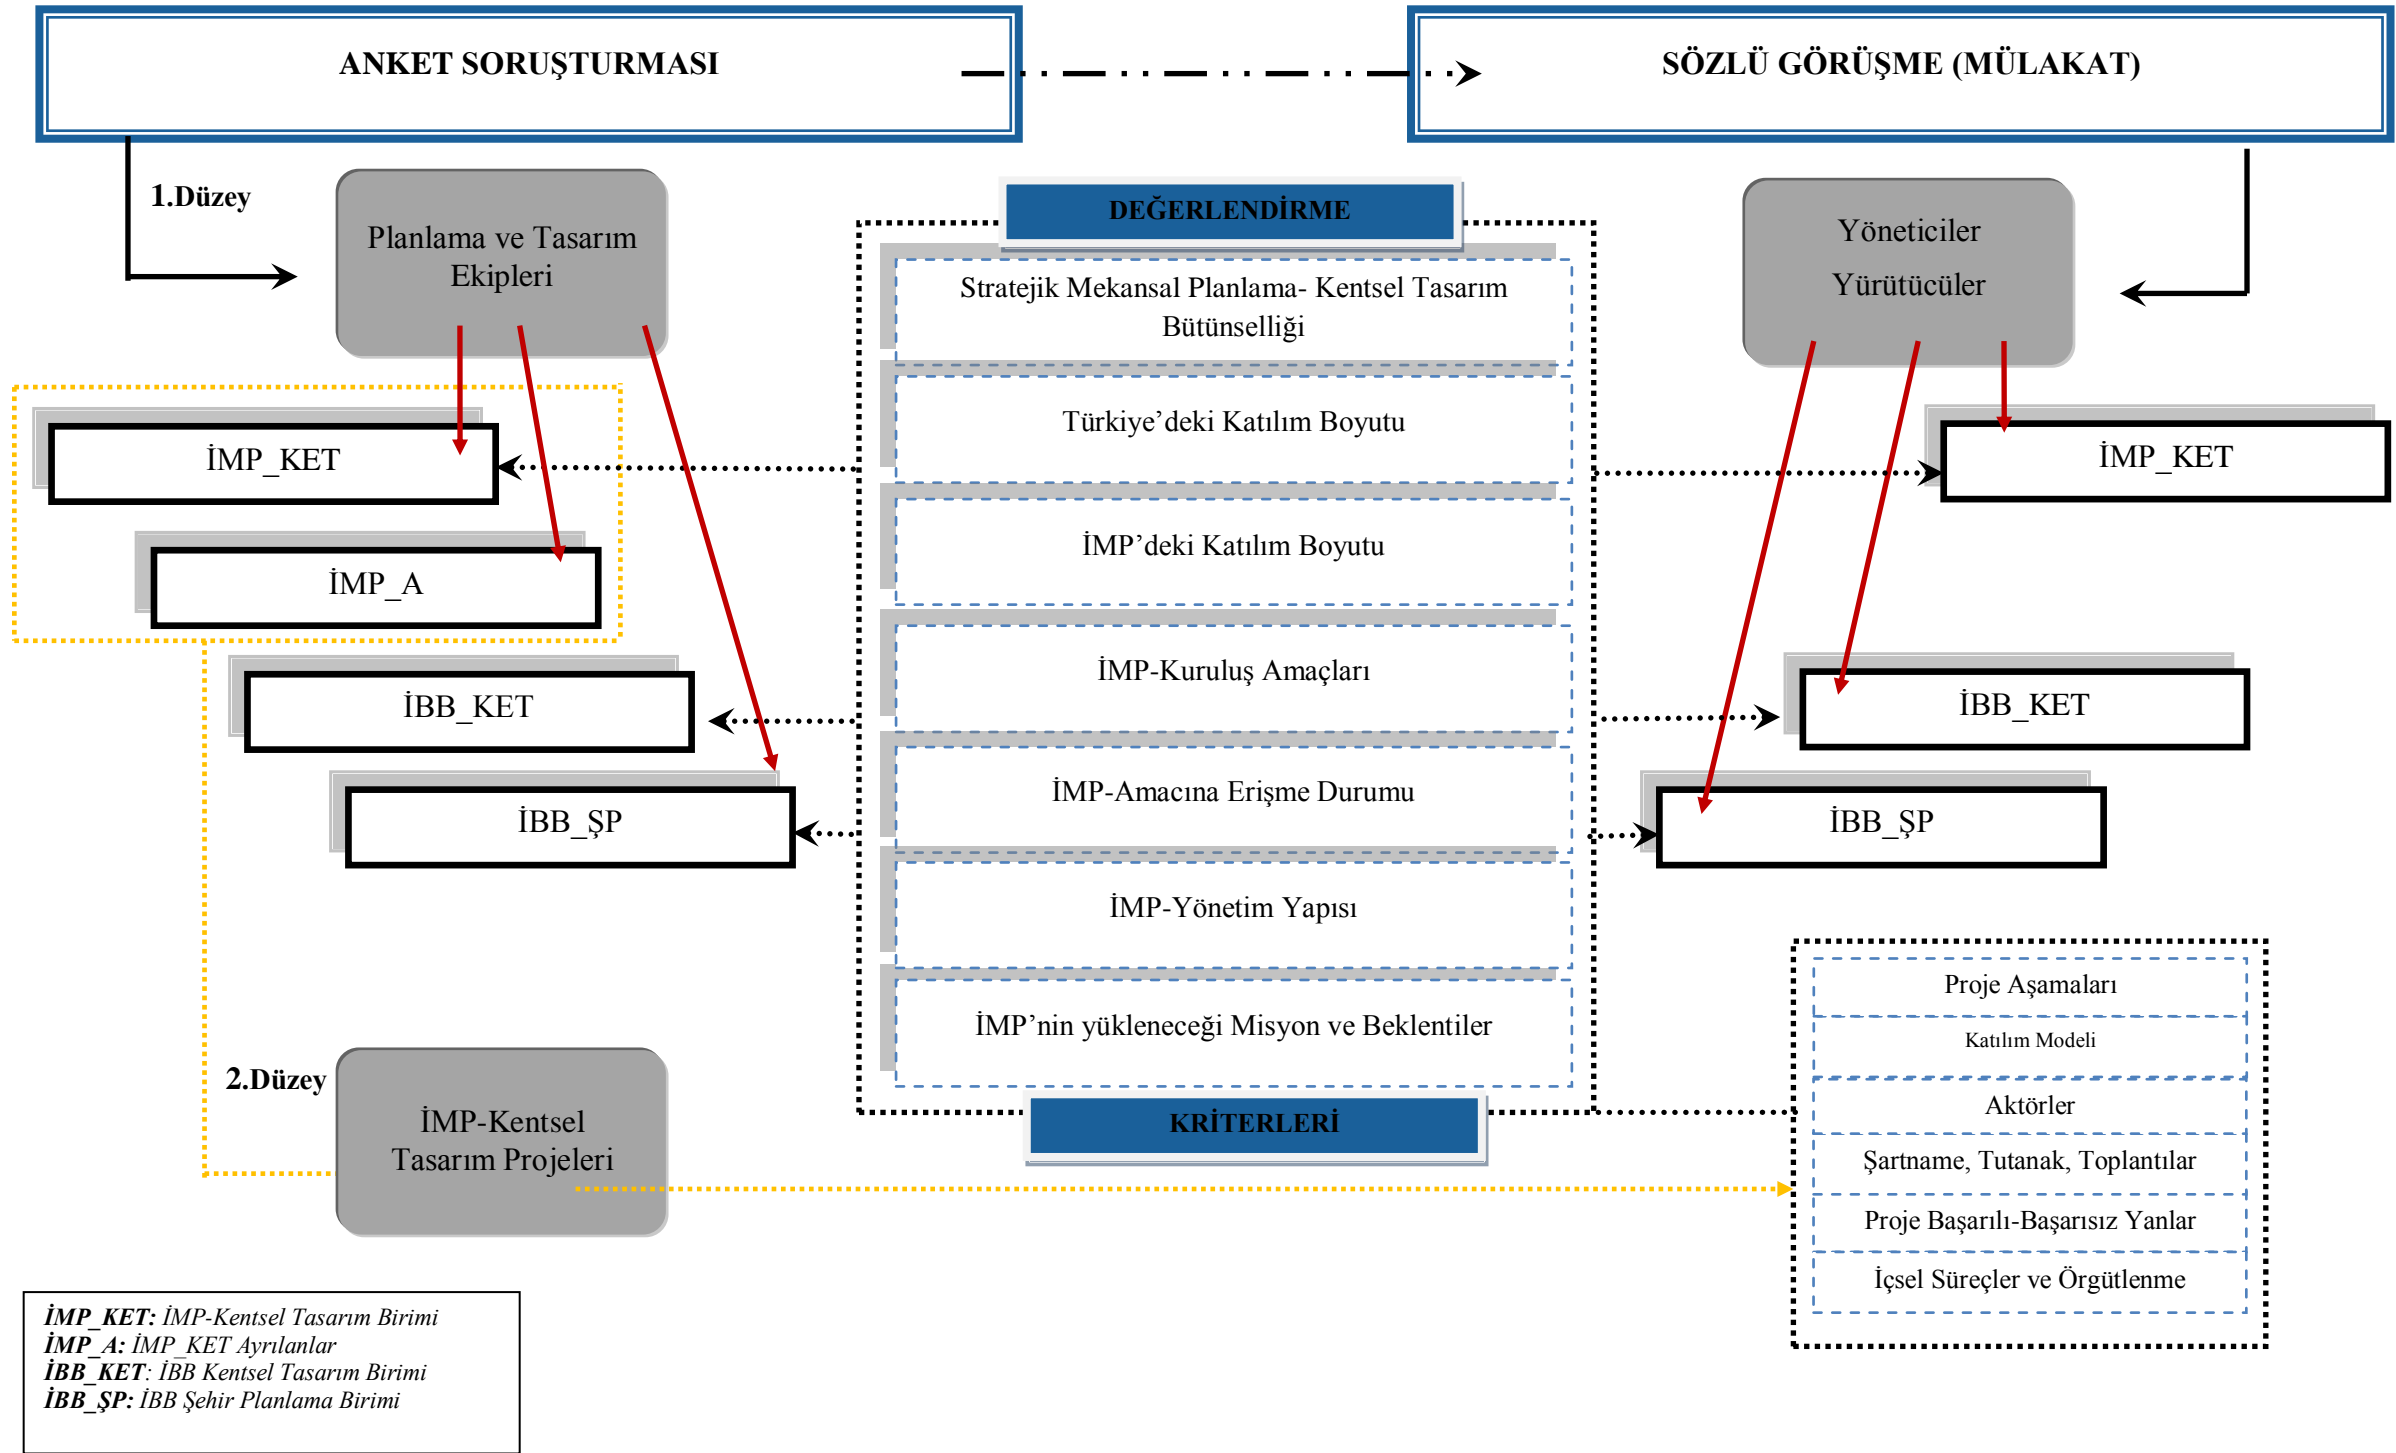 ANKET SORUŞTURMASI
SÖZLÜ GÖRÜŞME (MÜLAKAT)
1.Düzey
Planlama ve Tasarım
Ekipleri
İMP_KET
İMP_A
İBB_KET
İBB_ŞP
DEĞERLENDİRME
Stratejik Mekansal Planlama- Kentsel Tasarım
Bütünselliği
Türkiye’deki Katılım Boyutu
İMP’deki Katılım Boyutu
İMP-Kuruluş Amaçları
İMP-Amacına Erişme Durumu
İMP-Yönetim Yapısı
İMP’nin yükleneceği Misyon ve Beklentiler
KRİTERLERİ
Yöneticiler
Yürütücüler
İMP_KET
İBB_KET
İBB_ŞP
2.Düzey
İMP-Kentsel
Tasarım Projeleri
Proje Aşamaları
Katılım Modeli
Aktörler
Şartname, Tutanak, Toplantılar
Proje Başarılı-Başarısız Yanlar
İçsel Süreçler ve Örgütlenme
İMP_KET: İMP-Kentsel Tasarım Birimi
İMP_A: İMP_KET Ayrılanlar
İBB_KET: İBB Kentsel Tasarım Birimi
İBB_ŞP: İBB Şehir Planlama Birimi